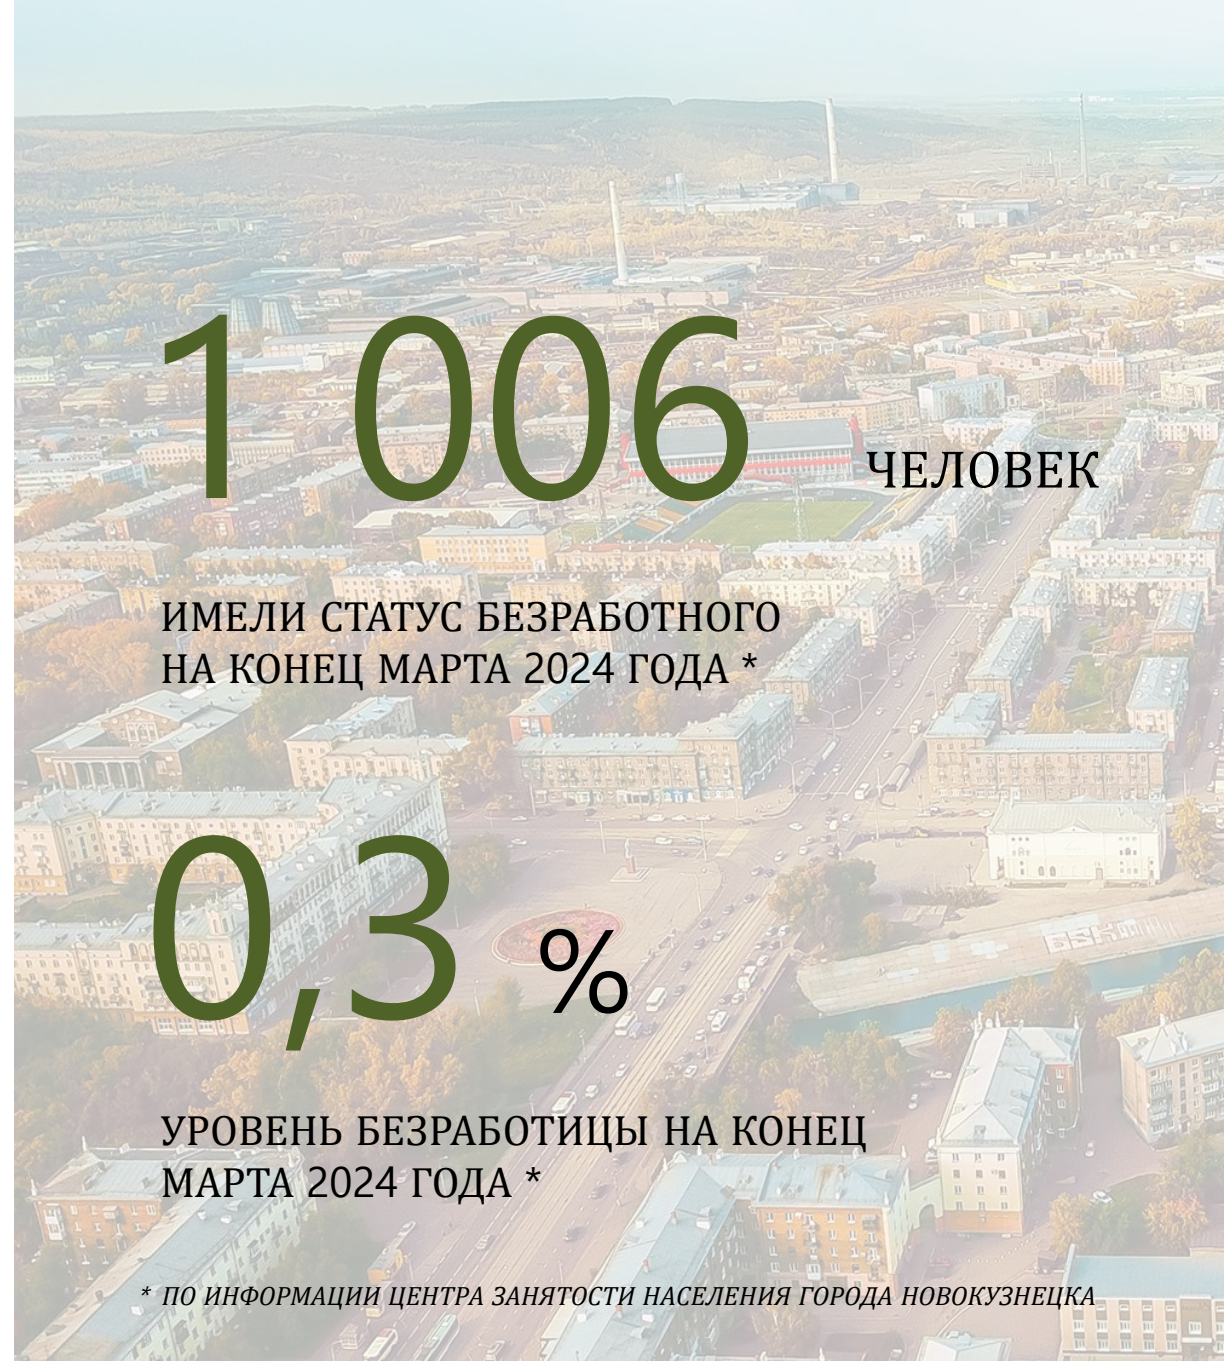 1 006 ЧЕЛОВЕК
ИМЕЛИ СТАТУС БЕЗРАБОТНОГО
НА КОНЕЦ МАРТА 2024 ГОДА *
0,3 %
УРОВЕНЬ БЕЗРАБОТИЦЫ НА КОНЕЦ
МАРТА 2024 ГОДА *
* ПО ИНФОРМАЦИИ ЦЕНТРА ЗАНЯТОСТИ НАСЕЛЕНИЯ ГОРОДА НОВОКУЗНЕЦКА